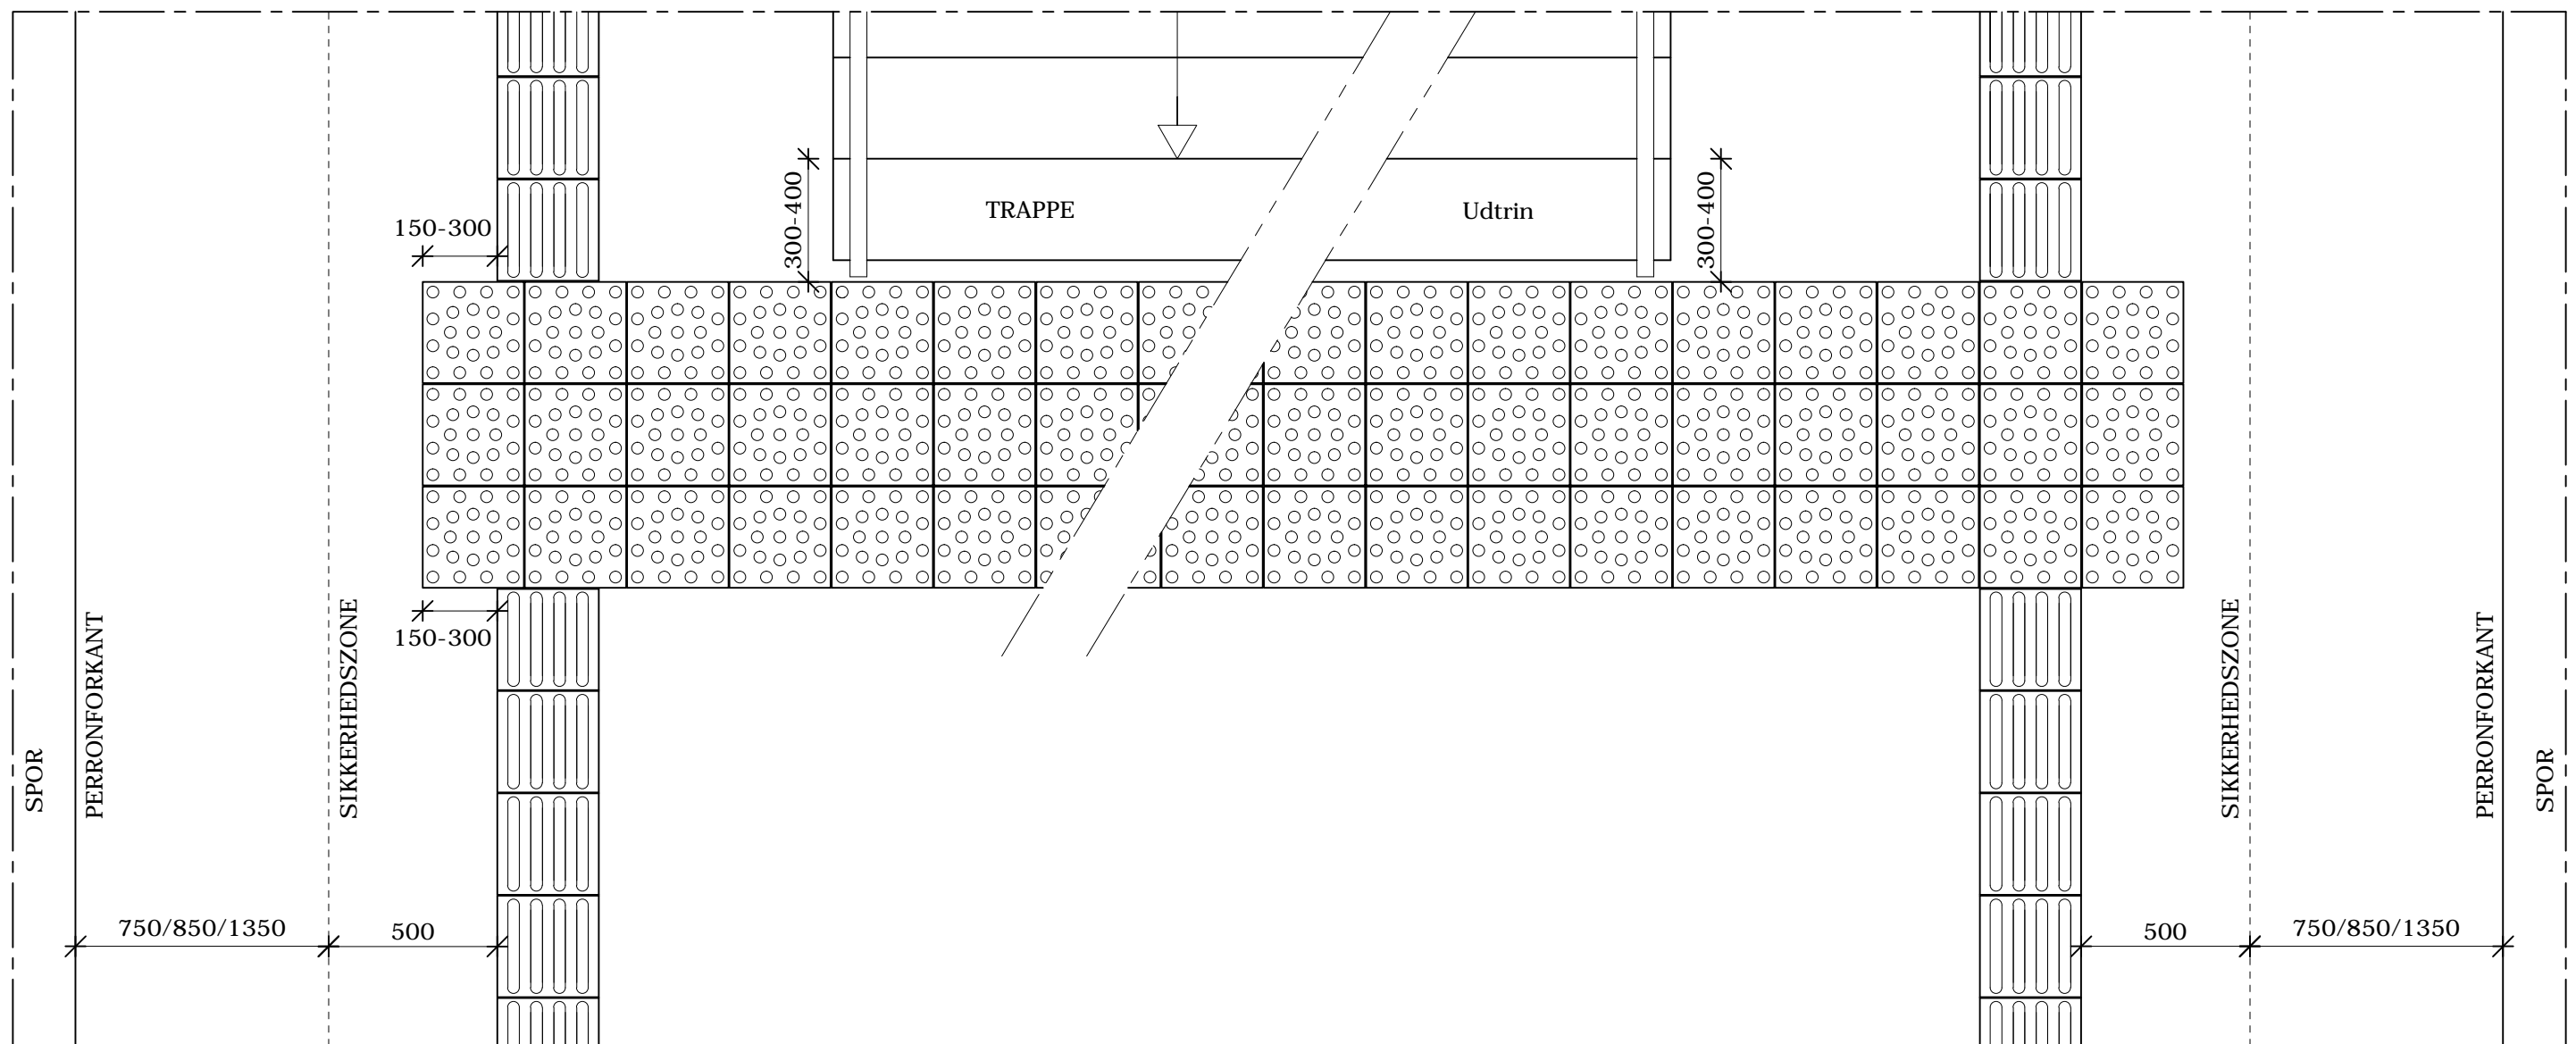 TRAPPE
Udtrin
300-400
300-400
150-300
150-300
SPOR
PERRONFORKANT
SIKKERHEDSZONE
SIKKERHEDSZONE
PERRONFORKANT
SPOR
750/850/1350
500
500
750/850/1350